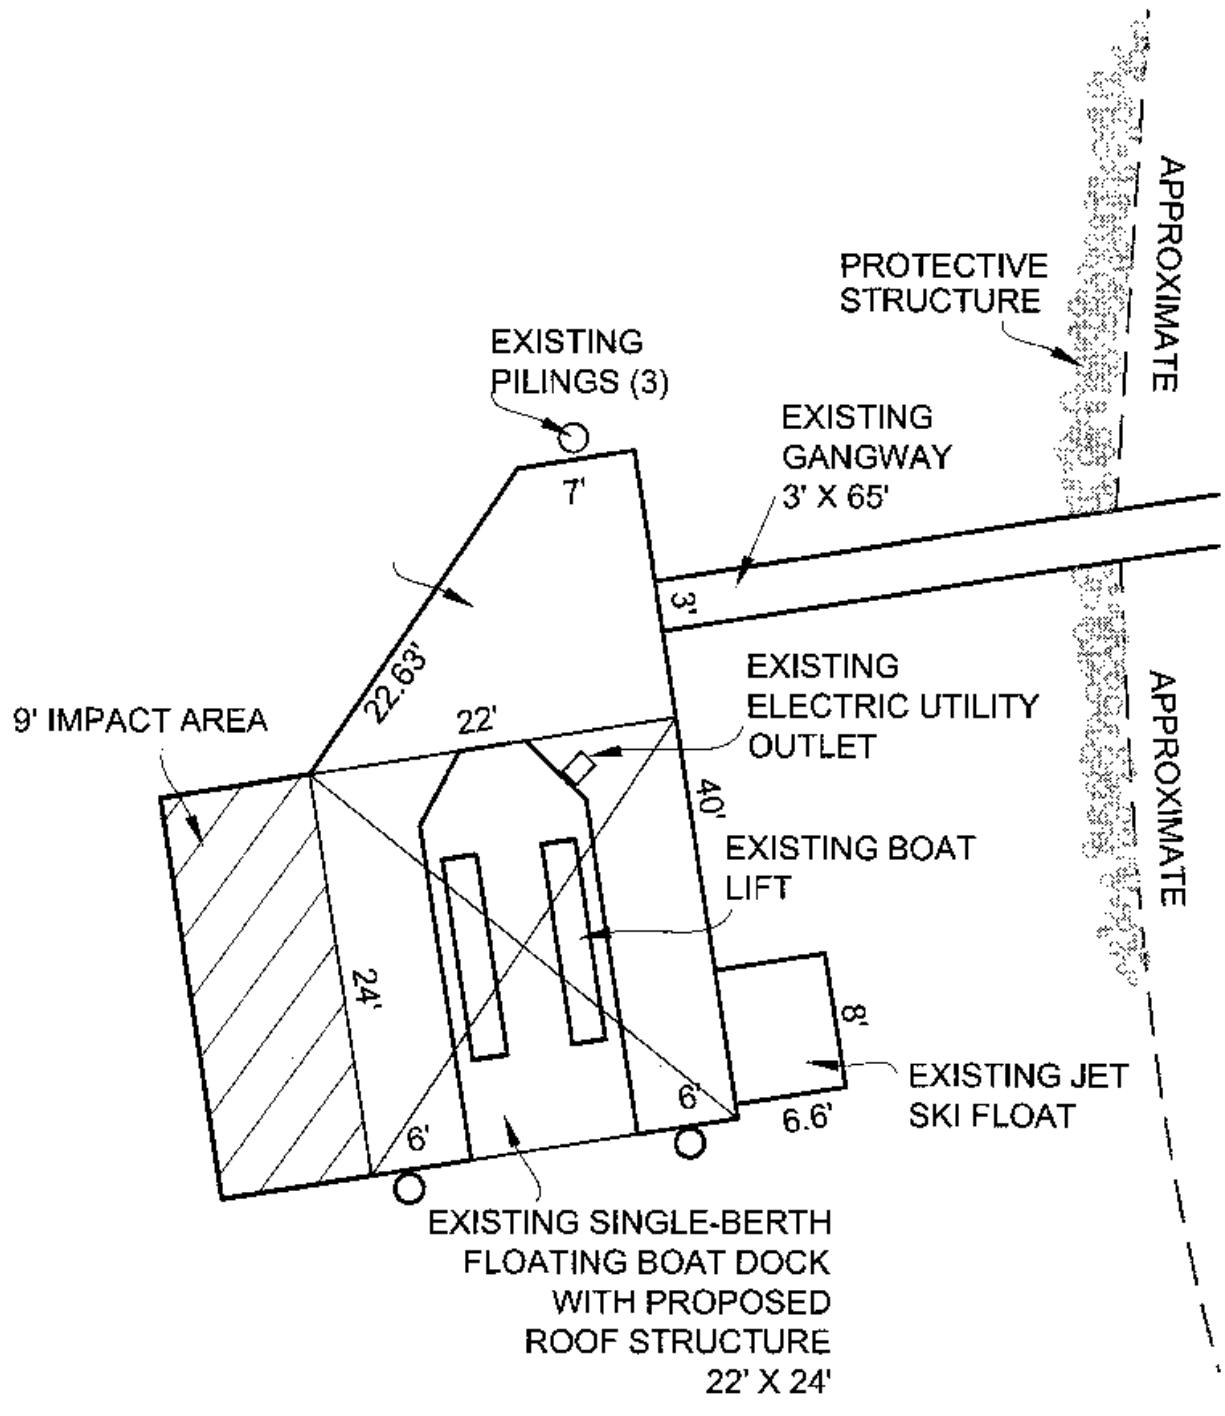 APPROXIMATE
PROTECTIVE
STRUCTURE
EXISTING
PILINGS (3)
EXISTING
GANGWAY
3' X 65'
7'
3'
22.63'
EXISTING
ELECTRIC UTILITY
OUTLET
9' IMPACT AREA
22'
APPROXIMATE
40'
EXISTING BOAT
LIFT
24'
8'
EXISTING JET
SKI FLOAT
6'
6.6'
6'
EXISTING SINGLE-BERTH
FLOATING BOAT DOCK
WITH PROPOSED
ROOF STRUCTURE
22' X 24'